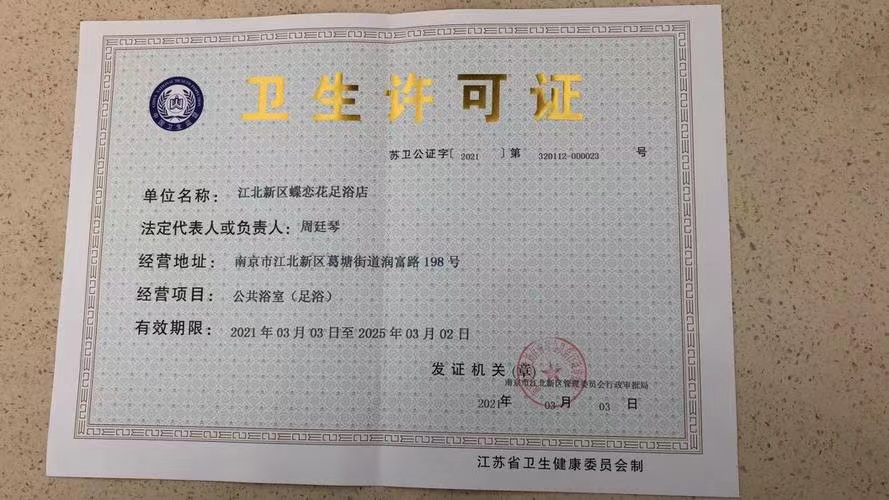 卫生许可证
苏卫公证字[ 2021 ]第 320112-000023 号
单位名称：江北新区蝶恋花足浴店
法定代表人或负责人：周廷琴
经营地址：南京市江北新区葛塘街道润富路 198 号
经营项目：公共浴室（足浴）
有效期限：2021 年 03 月 03 日至 2025 年 03 月 02 日
发证机关(章)
南京市江北新区管理委员会行政审批局
2021 年 03 月 03 日
江苏省卫生健康委员会制